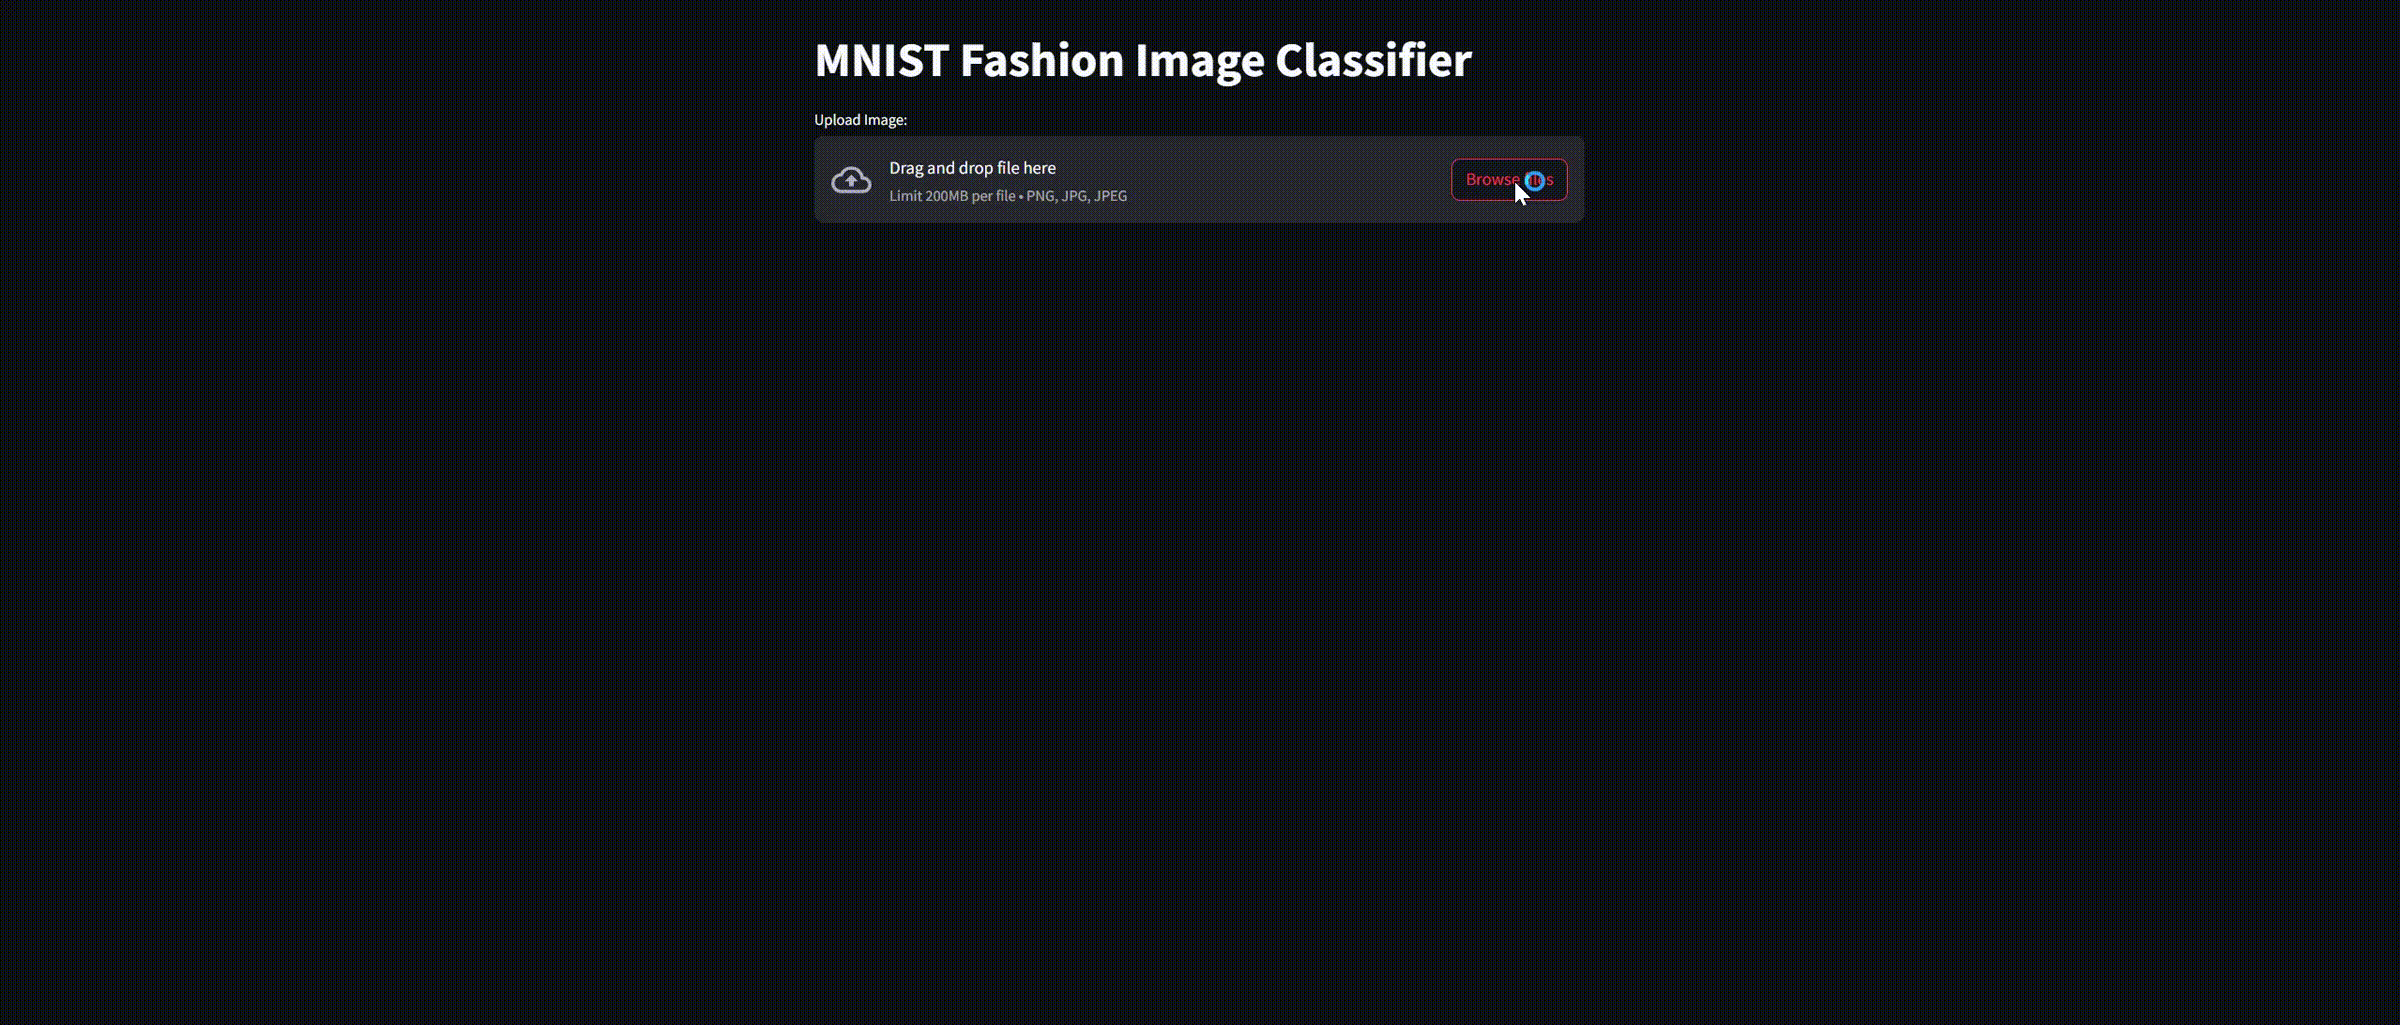 MNIST Fashion Image Classifier
Upload Image:
Drag and drop file here
Limit 200MB per file • PNG, JPG, JPEG
Browse files